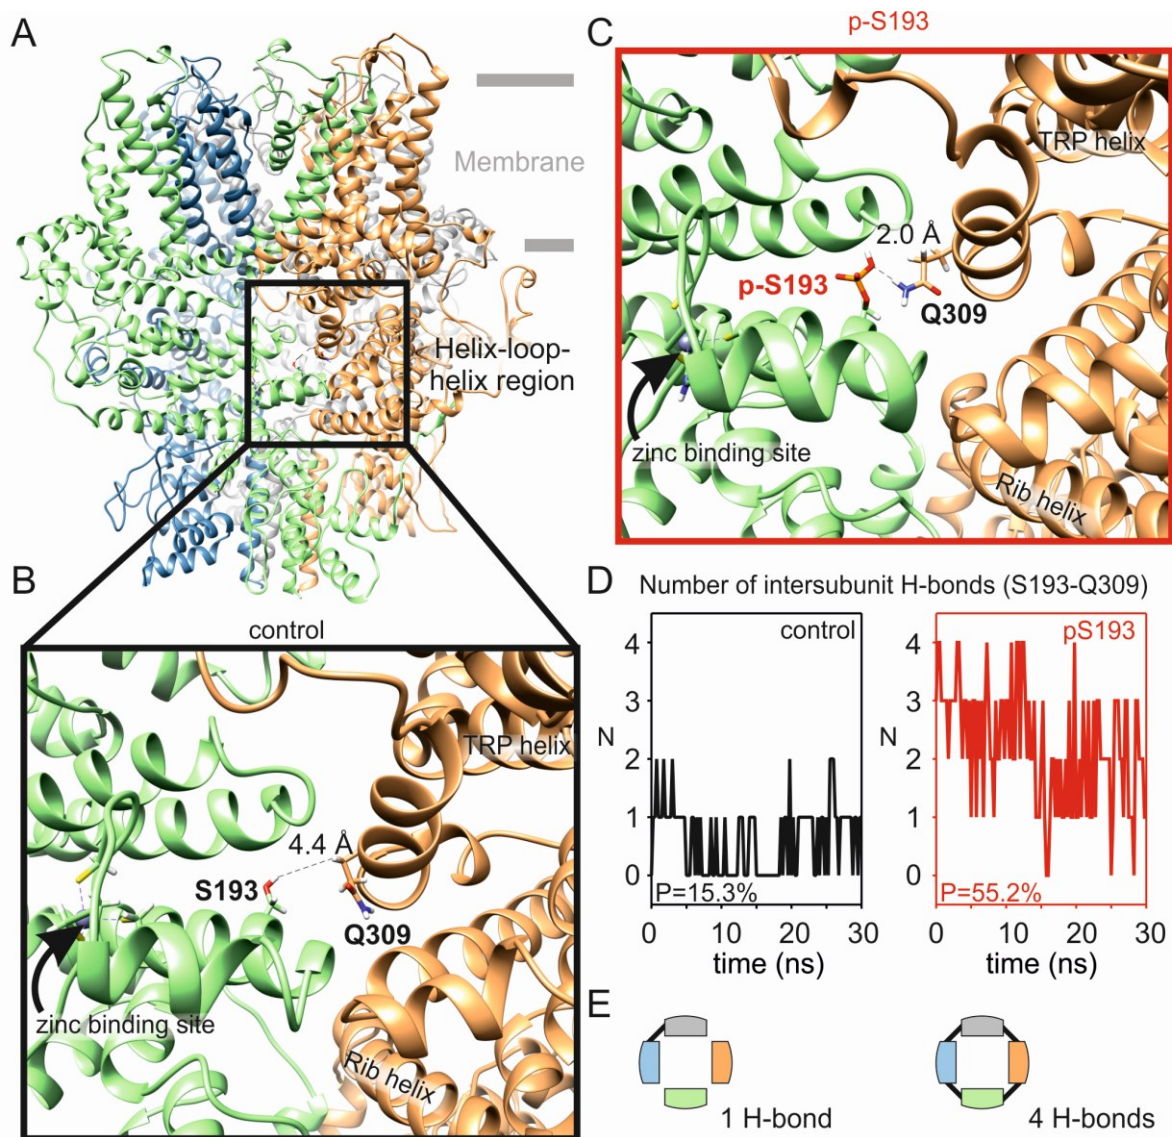 A
Membrane
Helix-loop-
helix region
B
control
TRP helix
4.4 Å
S193
Q309
zinc binding site
Rib helix
C
p-S193
TRP helix
2.0 Å
p-S193
Q309
zinc binding site
Rib helix
D Number of intersubunit H-bonds (S193-Q309)
control
4
3
N
2
1
0
P=15.3%
0 10 20 30
time (ns)
pS193
4
3
N
2
1
0
P=55.2%
0 10 20 30
time (ns)
E
1 H-bond
4 H-bonds